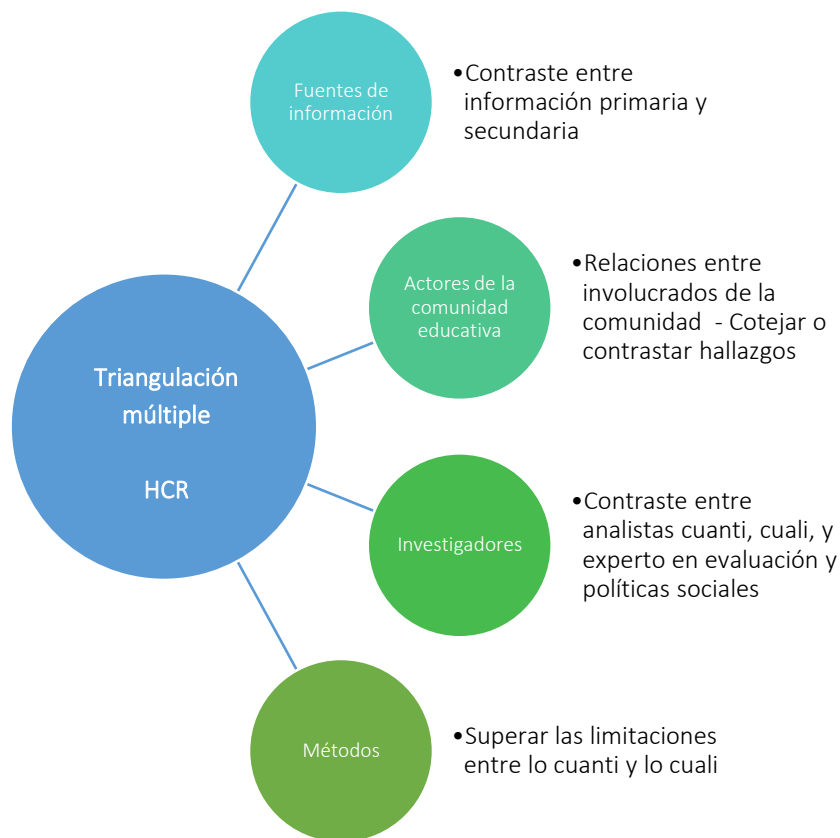 Fuentes de
información
•Contraste entre
información primaria y
secundaria
Actores de la
comunidad
educativa
•Relaciones entre
involucrados de la
comunidad - Cotejar o
contrastar hallazgos
Triangulación
múltiple
HCR
Investigadores
•Contraste entre
analistas cuanti, cuali, y
experto en evaluación y
políticas sociales
Métodos
•Superar las limitaciones
entre lo cuanti y lo cuali